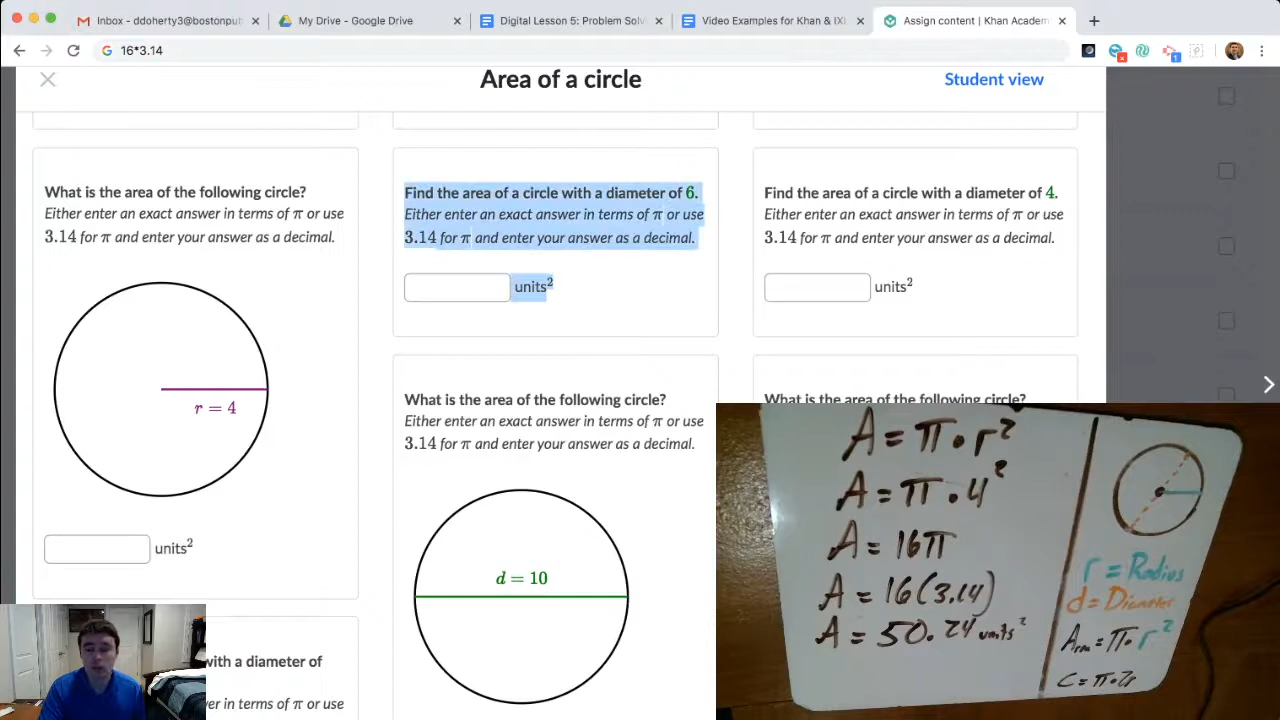 Inbox - ddoherty3@bostonpub
My Drive - Google Drive
Digital Lesson 5: Problem Solv
Video Examples for Khan & IXL
Assign content | Khan Academ
16*3.14
Area of a circle
Student view
What is the area of the following circle?
Either enter an exact answer in terms of π or use
3.14 for π and enter your answer as a decimal.
r = 4
units²
Find the area of a circle with a diameter of 6.
Either enter an exact answer in terms of π or use
3.14 for π and enter your answer as a decimal.
units²
Find the area of a circle with a diameter of 4.
Either enter an exact answer in terms of π or use
3.14 for π and enter your answer as a decimal.
units²
What is the area of the following circle?
Either enter an exact answer in terms of π or use
3.14 for π and enter your answer as a decimal.
d = 10
What is the area of the following circle?
with a diameter of
er in terms of π or use
A = π • r²
A = π • 4²
A = 16π
A = 16(3.14)
A = 50.24 units²
r = Radius
d = Diameter
Area = π • r²
C = π • 2r